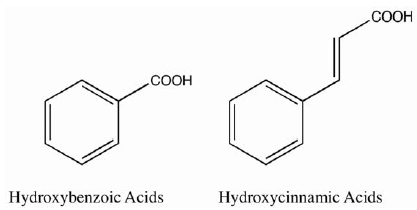 COOH
COOH
Hydroxybenzoic Acids
Hydroxycinnamic Acids